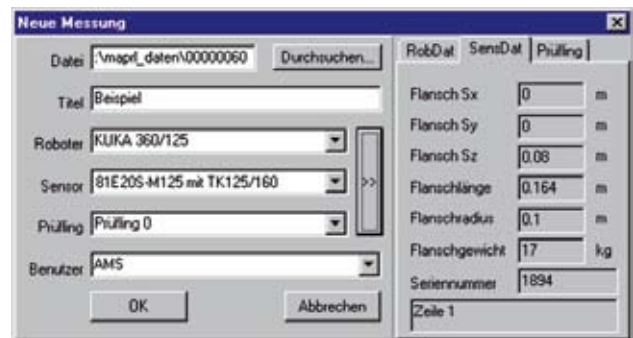 Neue Messung
Datei :\maprl_daten\00000060 Durchsuchen...
Titel Beispiel
Roboter KUKA 360/125
Sensor 81E20S-M125 mit TK125/160
>>
Prüfling Prüfling 0
Benutzer AMS
OK Abbrechen
RobDat SensDat Prüfling
Flansch Sx 0 m
Flansch Sy 0 m
Flansch Sz 0.08 m
Flanschlänge 0.164 m
Flanschradius 0.1 m
Flanschgewicht 17 kg
Seriennummer 1894
Zeile 1